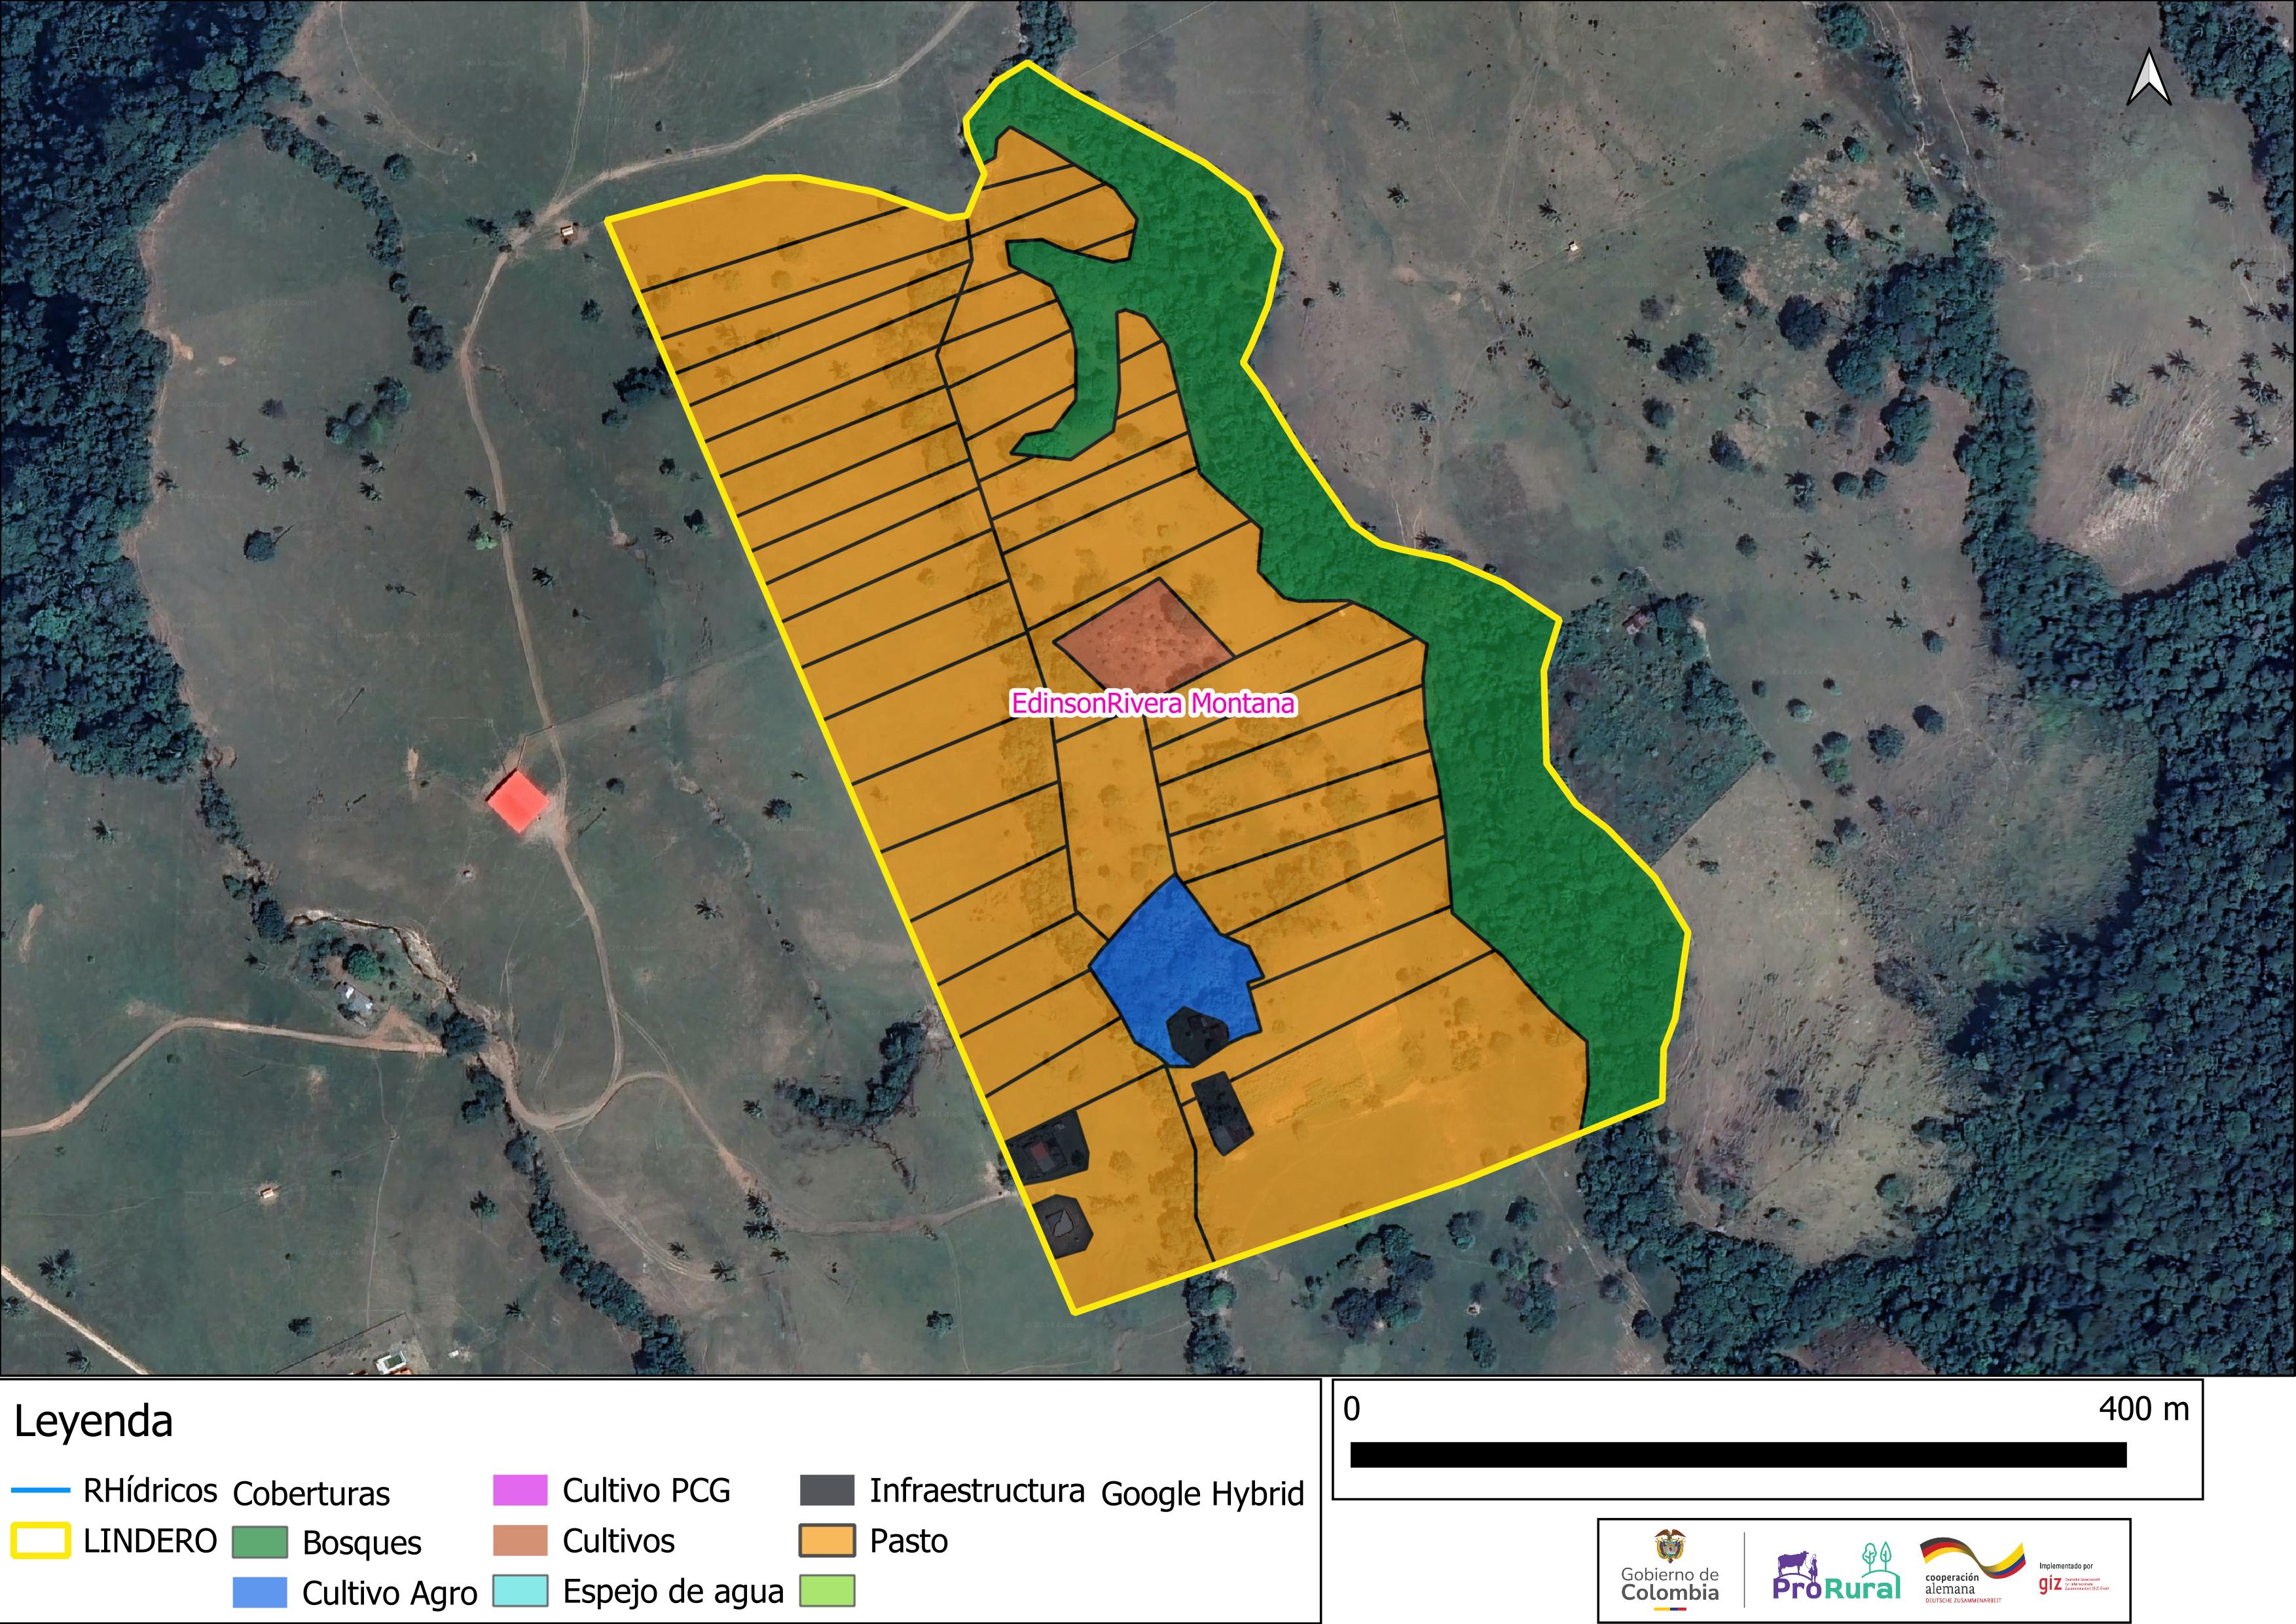 EdinsonRivera Montana
Leyenda
RHídricos
LINDERO
Coberturas
Bosques
Cultivo Agro
Cultivo PCG
Cultivos
Espejo de agua
Infraestructura
Pasto
Google Hybrid
0 400 m
Gobierno de
Colombia
ProRural
cooperación
alemana
DEUTSCHE ZUSAMMENARBEIT
Implementado por
giz